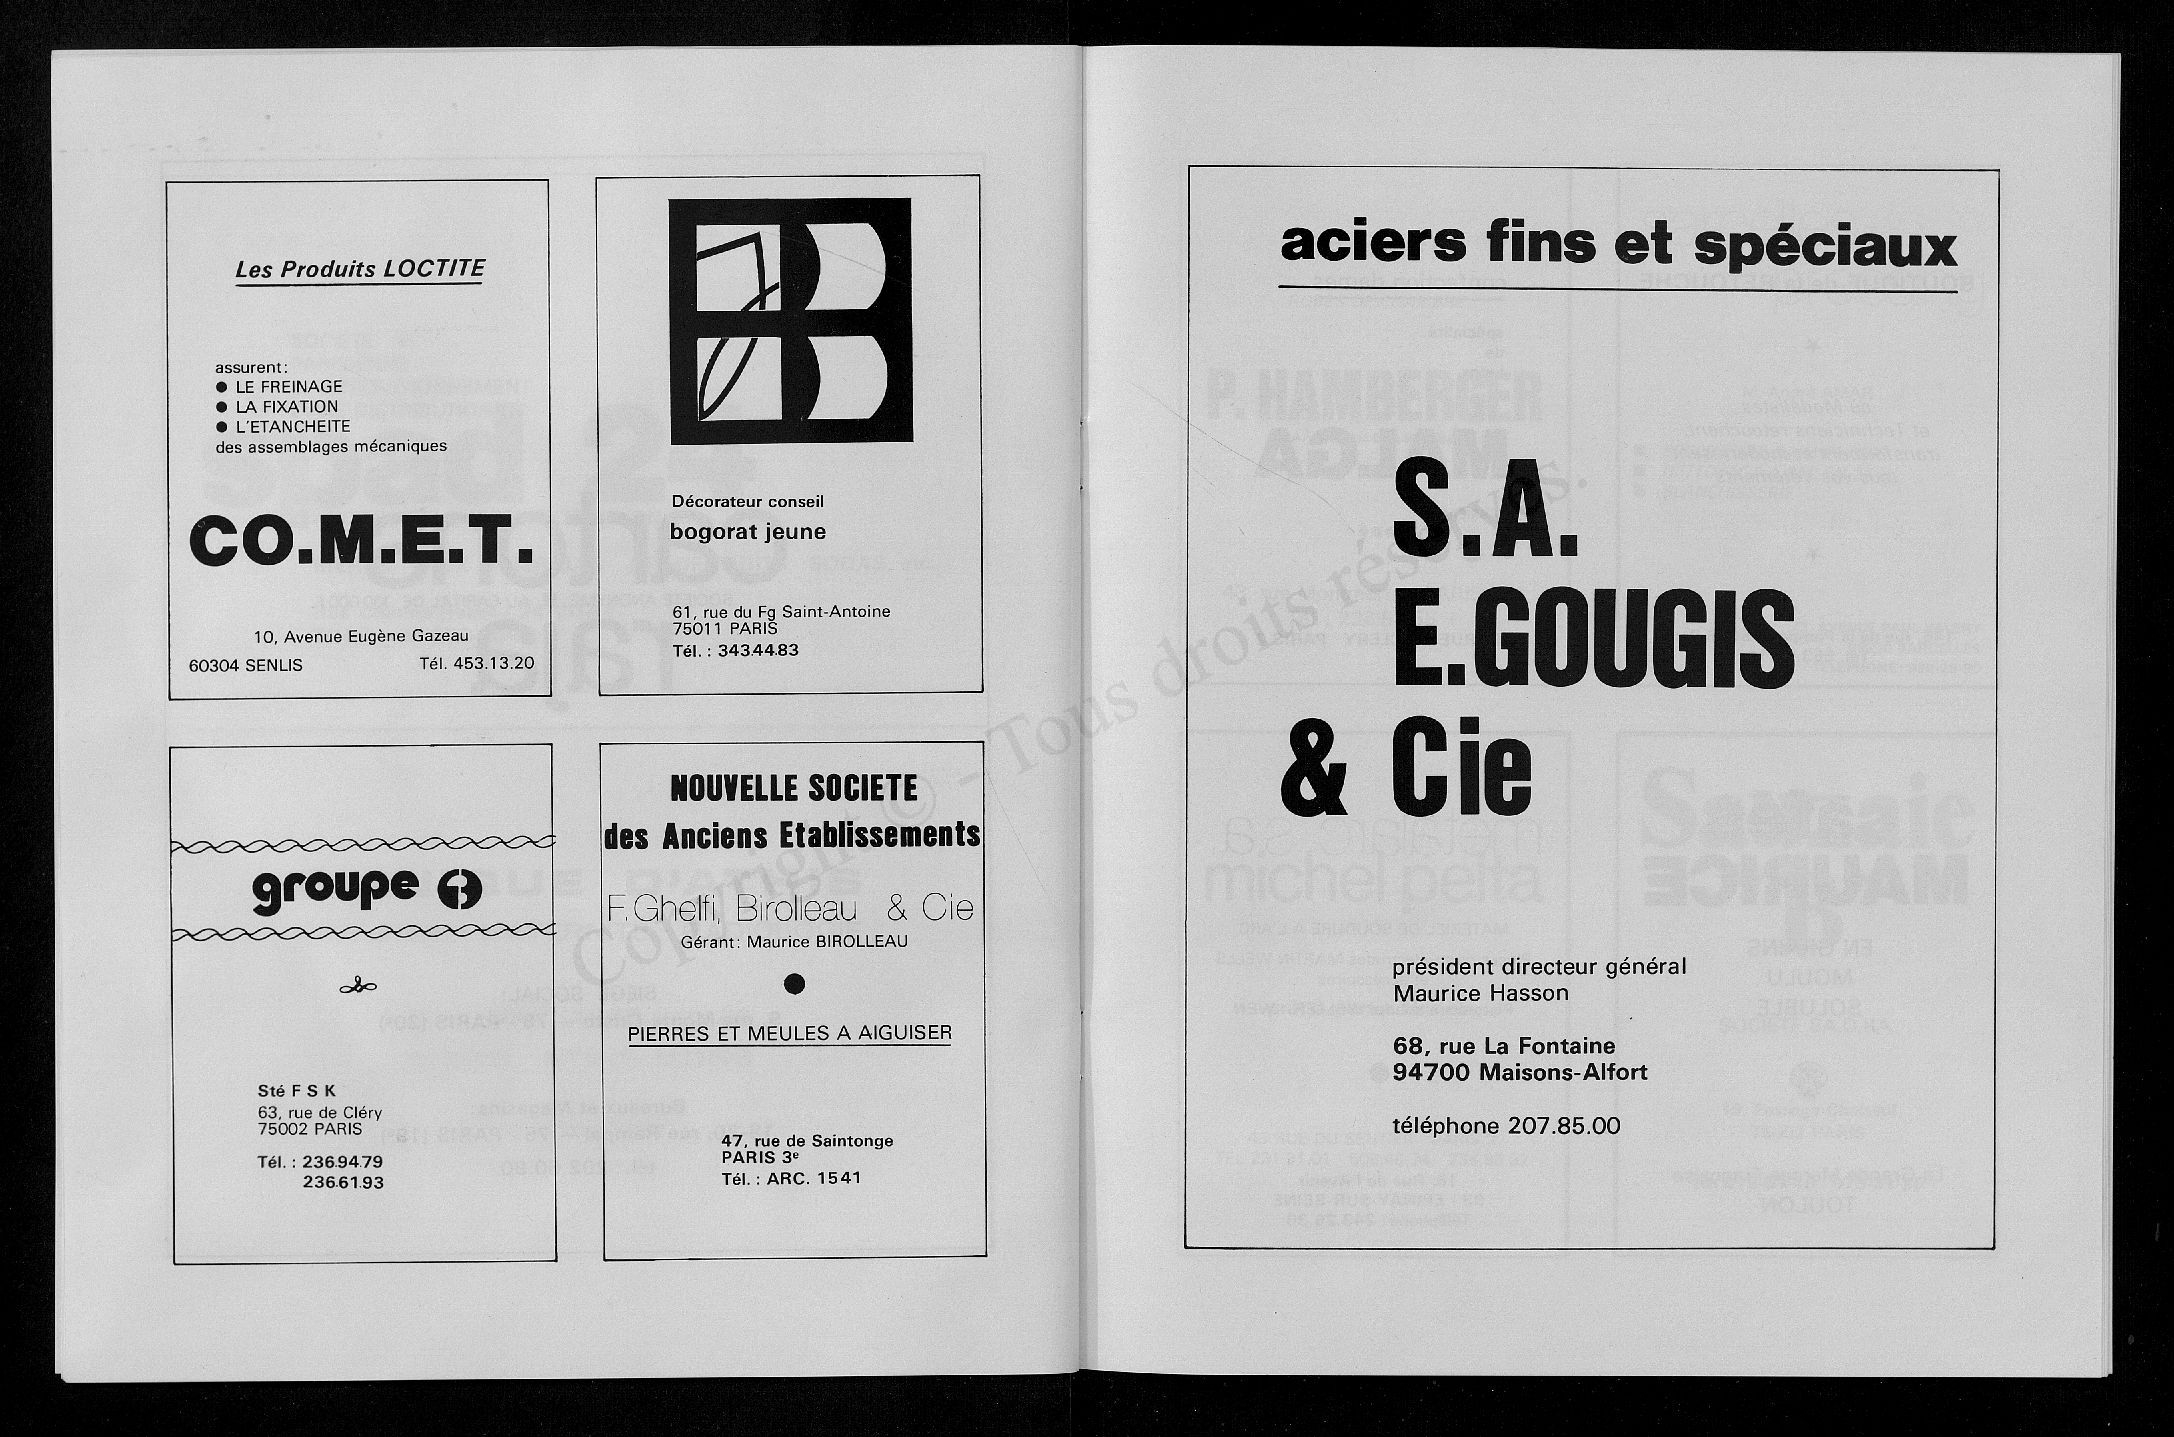 Les Produits LOCTITE
assurent:
● LE FREINAGE
● LA FIXATION
● L'ETANCHEITE
des assemblages mécaniques
CO.M.E.T.
10, Avenue Eugène Gazeau
60304 SENLIS Tél. 453.13.20
Décorateur conseil
bogorat jeune
61, rue du Fg Saint-Antoine
75011 PARIS
Tél. : 343.44.83
groupe 3
Sté F S K
63, rue de Cléry
75002 PARIS
Tél. : 236.94.79
236.61.93
NOUVELLE SOCIETE
des Anciens Etablissements
F. Ghelfi, Birolleau & Cie
Gérant: Maurice BIROLLEAU
PIERRES ET MEULES A AIGUISER
47, rue de Saintonge
PARIS 3e
Tél. : ARC. 1541
aciers fins et spéciaux
S.A.
E.GOUGIS
& Cie
président directeur général
Maurice Hasson
68, rue La Fontaine
94700 Maisons-Alfort
téléphone 207.85.00
Copyright © - Tous droits réservés.